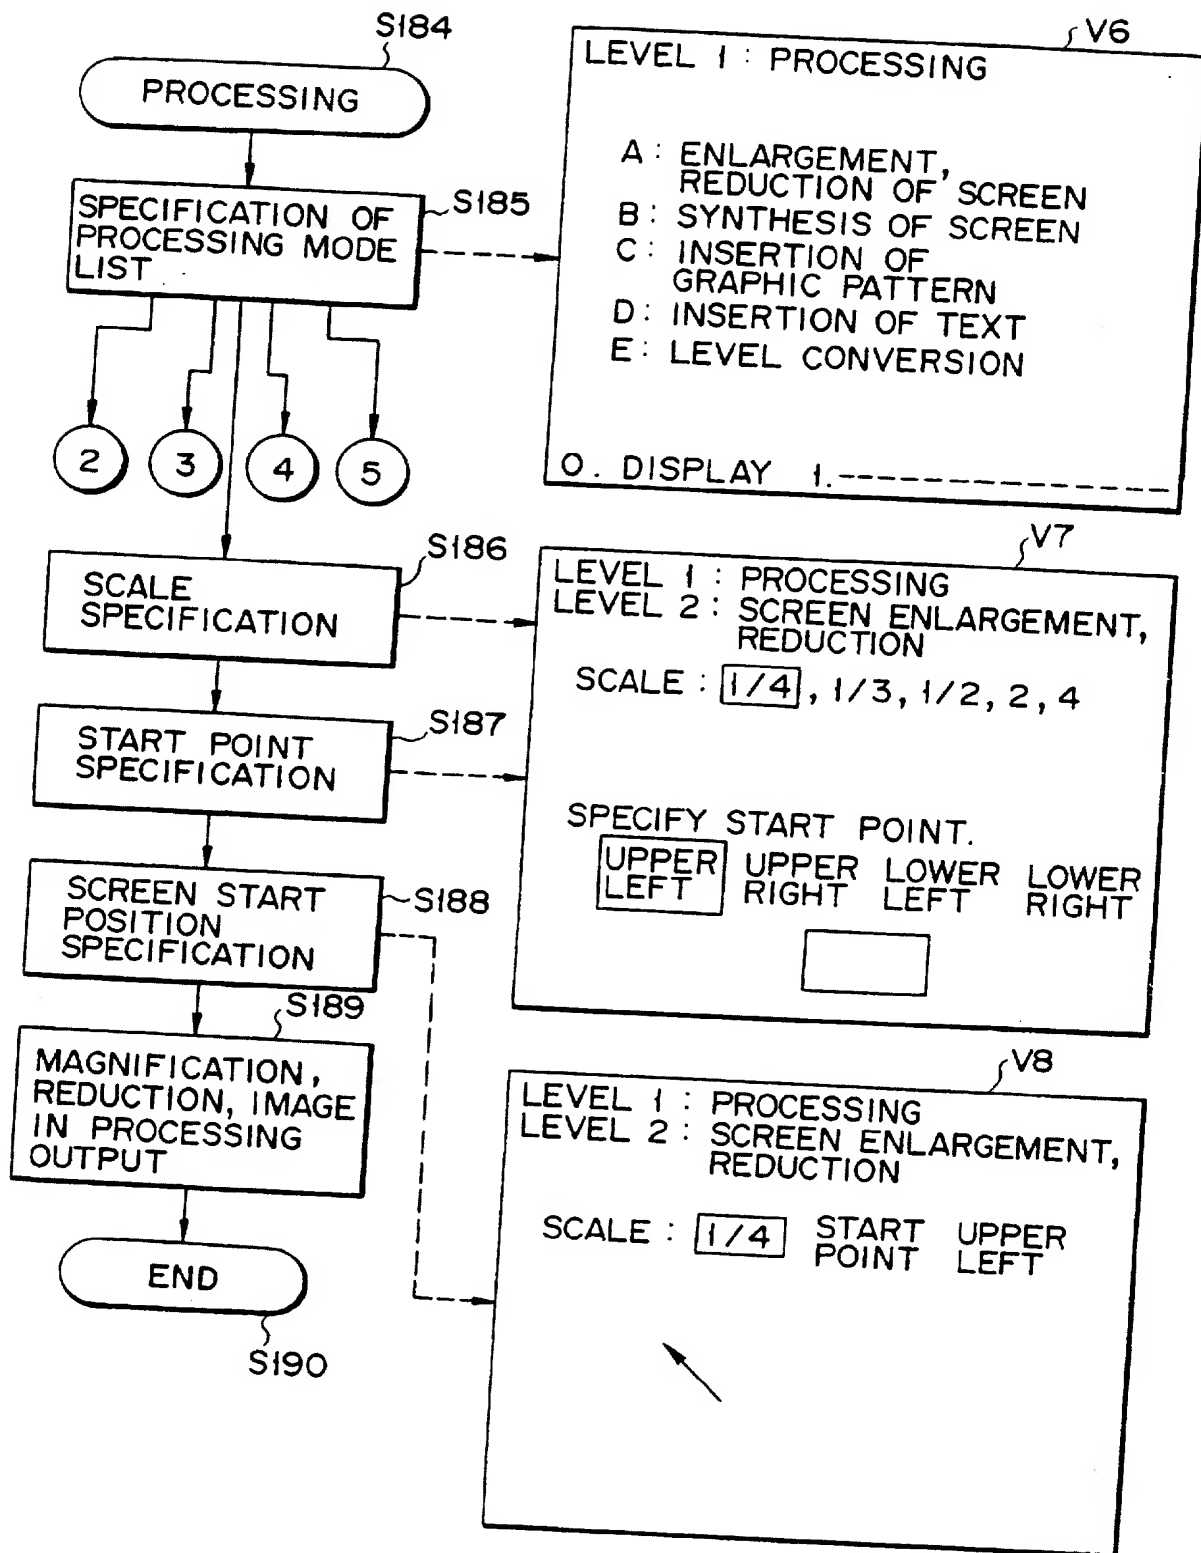 S184
PROCESSING
SPECIFICATION OF
PROCESSING MODE
LIST
S185
2
3
4
5
SCALE
SPECIFICATION
S186
START POINT
SPECIFICATION
S187
SCREEN START
POSITION
SPECIFICATION
S188
S189
MAGNIFICATION,
REDUCTION, IMAGE
IN PROCESSING
OUTPUT
END
S190
V6
LEVEL 1 : PROCESSING
A : ENLARGEMENT,
REDUCTION OF SCREEN
B : SYNTHESIS OF SCREEN
C : INSERTION OF
GRAPHIC PATTERN
D : INSERTION OF TEXT
E : LEVEL CONVERSION
0. DISPLAY 1.---------------
V7
LEVEL 1 : PROCESSING
LEVEL 2 : SCREEN ENLARGEMENT,
REDUCTION
SCALE : 1/4, 1/3, 1/2, 2, 4
SPECIFY START POINT.
UPPER UPPER LOWER LOWER
LEFT RIGHT LEFT RIGHT
V8
LEVEL 1 : PROCESSING
LEVEL 2 : SCREEN ENLARGEMENT,
REDUCTION
SCALE : 1/4 START UPPER
POINT LEFT